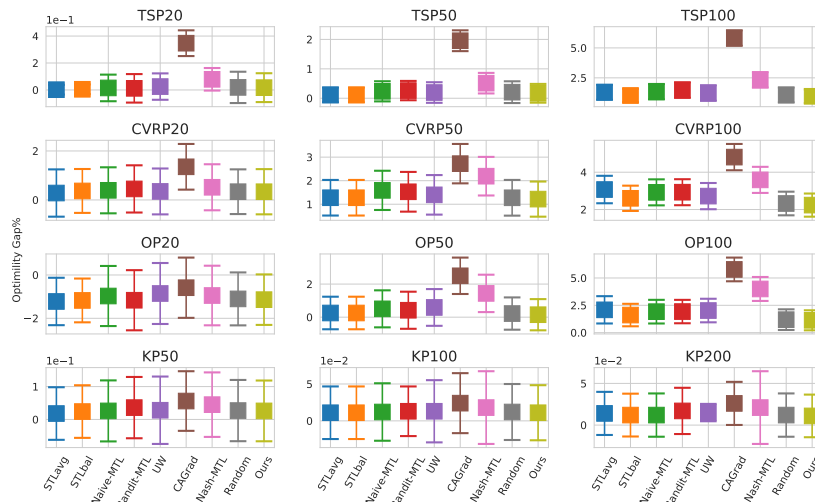 TSP20
TSP50
TSP100
1e−1
4
2
0
2
1
0
5.0
2.5
CVRP20
CVRP50
CVRP100
2
0
3
2
1
4
2
OP20
OP50
OP100
0
−2
2
0
5.0
2.5
0.0
Optimility Gap%
KP50
KP100
KP200
1e−1
1e−2
1e−2
1
0
5
0
5
0
STLavg
STLbal
Naive-MTL
andit-MTL
UW
CAGrad
Nash-MTL
Random
Ours
STLavg
STLbal
Naive-MTL
andit-MTL
UW
CAGrad
Nash-MTL
Random
Ours
STLavg
STLbal
Naive-MTL
andit-MTL
UW
CAGrad
Nash-MTL
Random
Ours